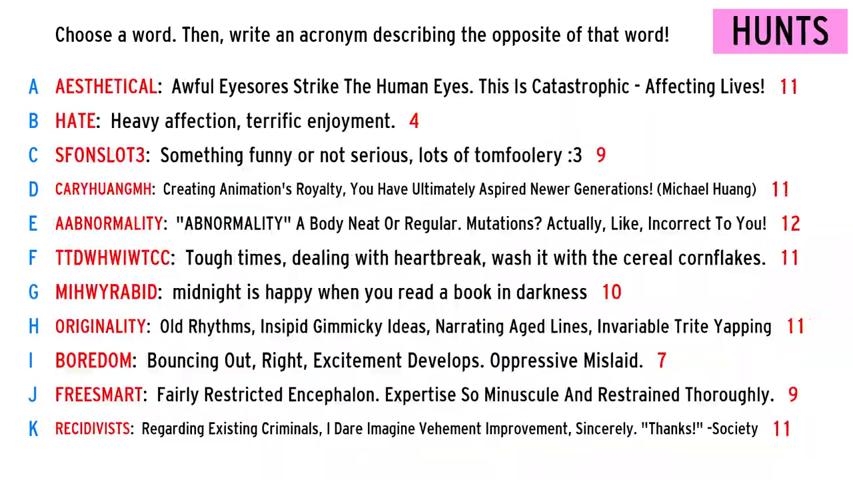 Choose a word. Then, write an acronym describing the opposite of that word!
HUNTS
A AESTHETICAL: Awful Eyesores Strike The Human Eyes. This Is Catastrophic - Affecting Lives! 11
B HATE: Heavy affection, terrific enjoyment. 4
C SFONSLOT3: Something funny or not serious, lots of tomfoolery :3 9
D CARYHUANGMH: Creating Animation's Royalty, You Have Ultimately Aspired Newer Generations! (Michael Huang) 11
E AABNORMALITY: "ABNORMALITY" A Body Neat Or Regular. Mutations? Actually, Like, Incorrect To You! 12
F TTDWHWIWTCC: Tough times, dealing with heartbreak, wash it with the cereal cornflakes. 11
G MIHWYRABID: midnight is happy when you read a book in darkness 10
H ORIGINALITY: Old Rhythms, Insipid Gimmicky Ideas, Narrating Aged Lines, Invariable Trite Yapping 11
I BOREDOM: Bouncing Out, Right, Excitement Develops. Oppressive Mislaid. 7
J FREESMART: Fairly Restricted Encephalon. Expertise So Minuscule And Restrained Thoroughly. 9
K RECIDIVISTS: Regarding Existing Criminals, I Dare Imagine Vehement Improvement, Sincerely. "Thanks!" -Society 11